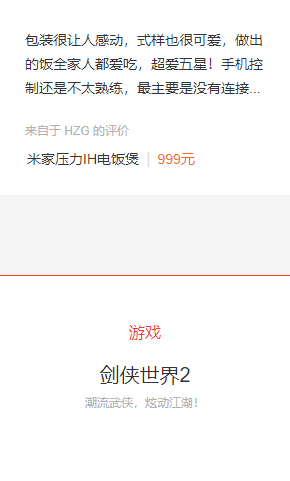 包装很让人感动，式样也很可爱，做出
的饭全家人都爱吃，超爱五星！手机控
制还是不太熟练，最主要是没有连接...
来自于 HZG 的评价
米家压力IH电饭煲 | 999元
游戏
剑侠世界2
潮流武侠，炫动江湖！